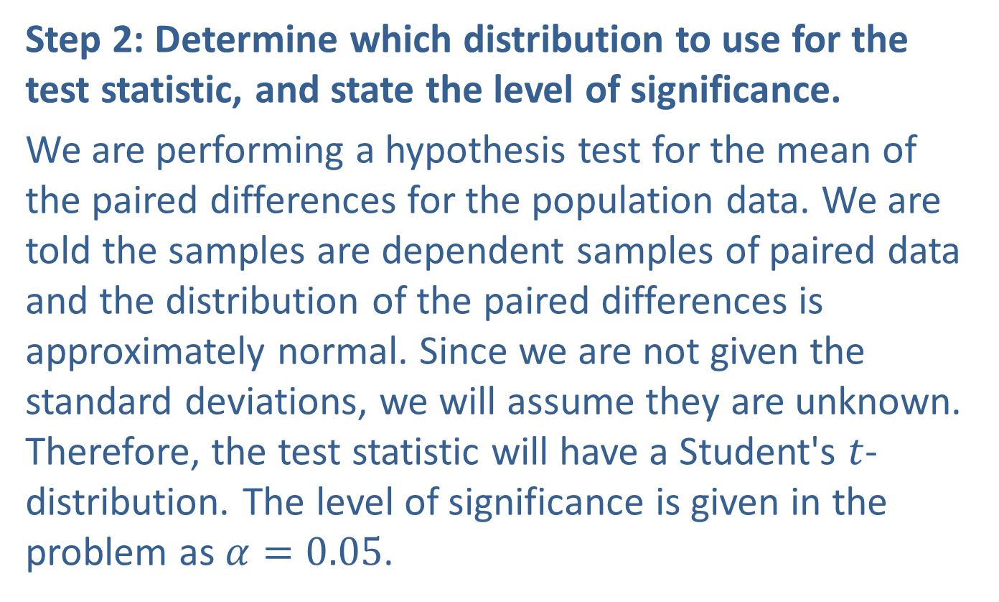 Step 2: Determine which distribution to use for the
test statistic, and state the level of significance.
We are performing a hypothesis test for the mean of
the paired differences for the population data. We are
told the samples are dependent samples of paired data
and the distribution of the paired differences is
approximately normal. Since we are not given the
standard deviations, we will assume they are unknown.
Therefore, the test statistic will have a Student's t-
distribution. The level of significance is given in the
problem as α = 0.05.